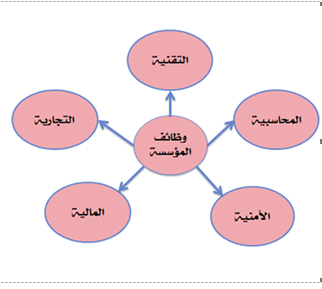 التقنية
المحاسبية
التجارية
وظائف
المؤسسة
الأمنية
المالية